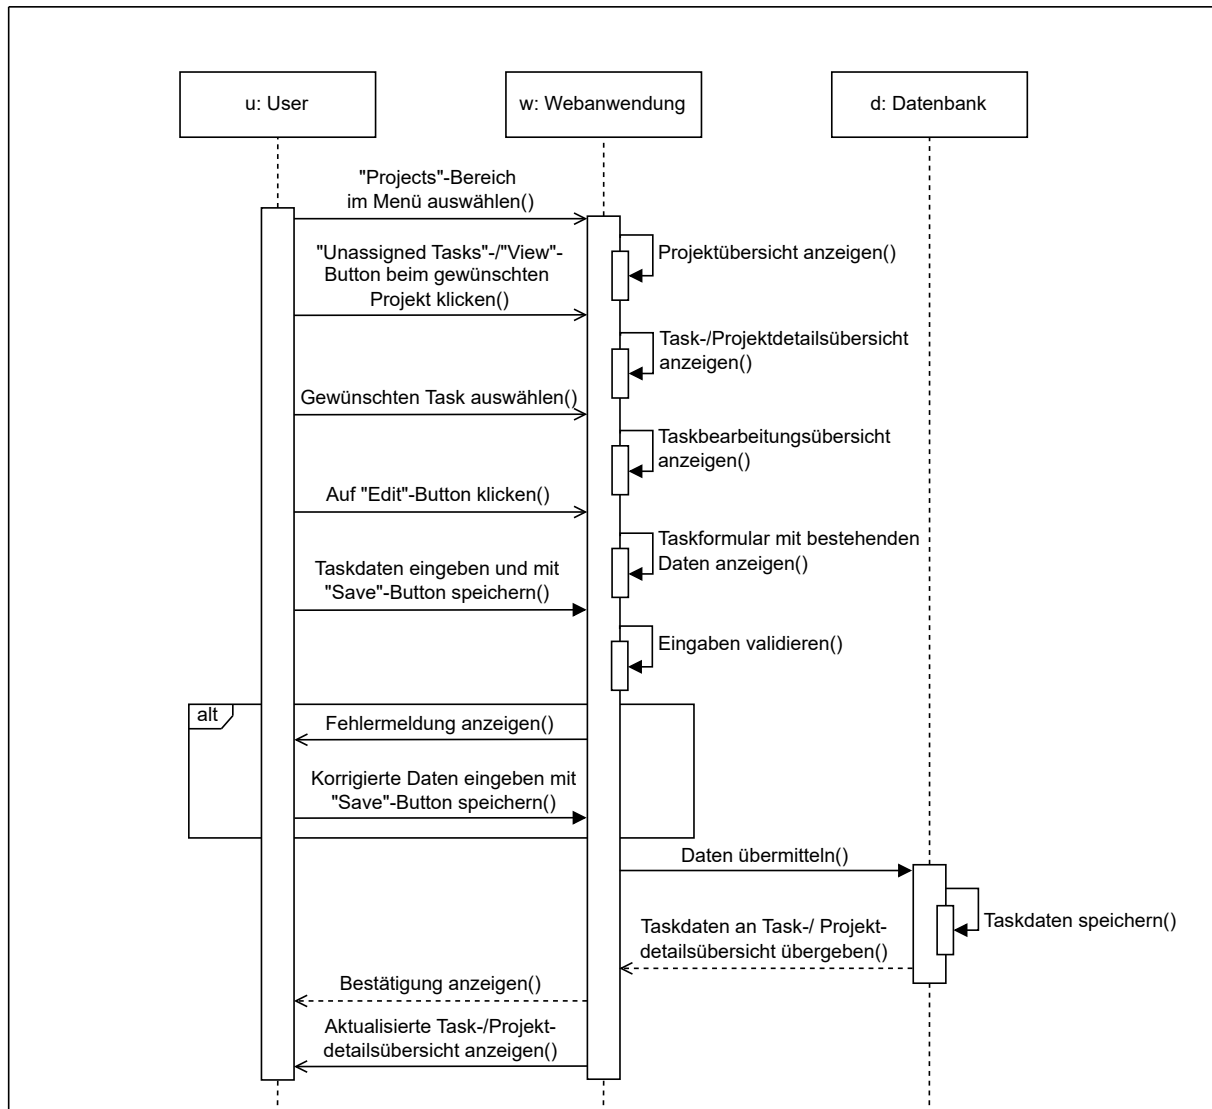 u: User
w: Webanwendung
d: Datenbank
"Projects"-Bereich
im Menü auswählen()
Projektübersicht anzeigen()
"Unassigned Tasks"-/"View"-
Button beim gewünschten
Projekt klicken()
Task-/Projektdetailsübersicht
anzeigen()
Gewünschten Task auswählen()
Taskbearbeitungsübersicht
anzeigen()
Auf "Edit"-Button klicken()
Taskformular mit bestehenden
Daten anzeigen()
Taskdaten eingeben und mit
"Save"-Button speichern()
Eingaben validieren()
alt
Fehlermeldung anzeigen()
Korrigierte Daten eingeben mit
"Save"-Button speichern()
Daten übermitteln()
Taskdaten speichern()
Taskdaten an Task-/ Projekt-
detailsübersicht übergeben()
Bestätigung anzeigen()
Aktualisierte Task-/Projekt-
detailsübersicht anzeigen()